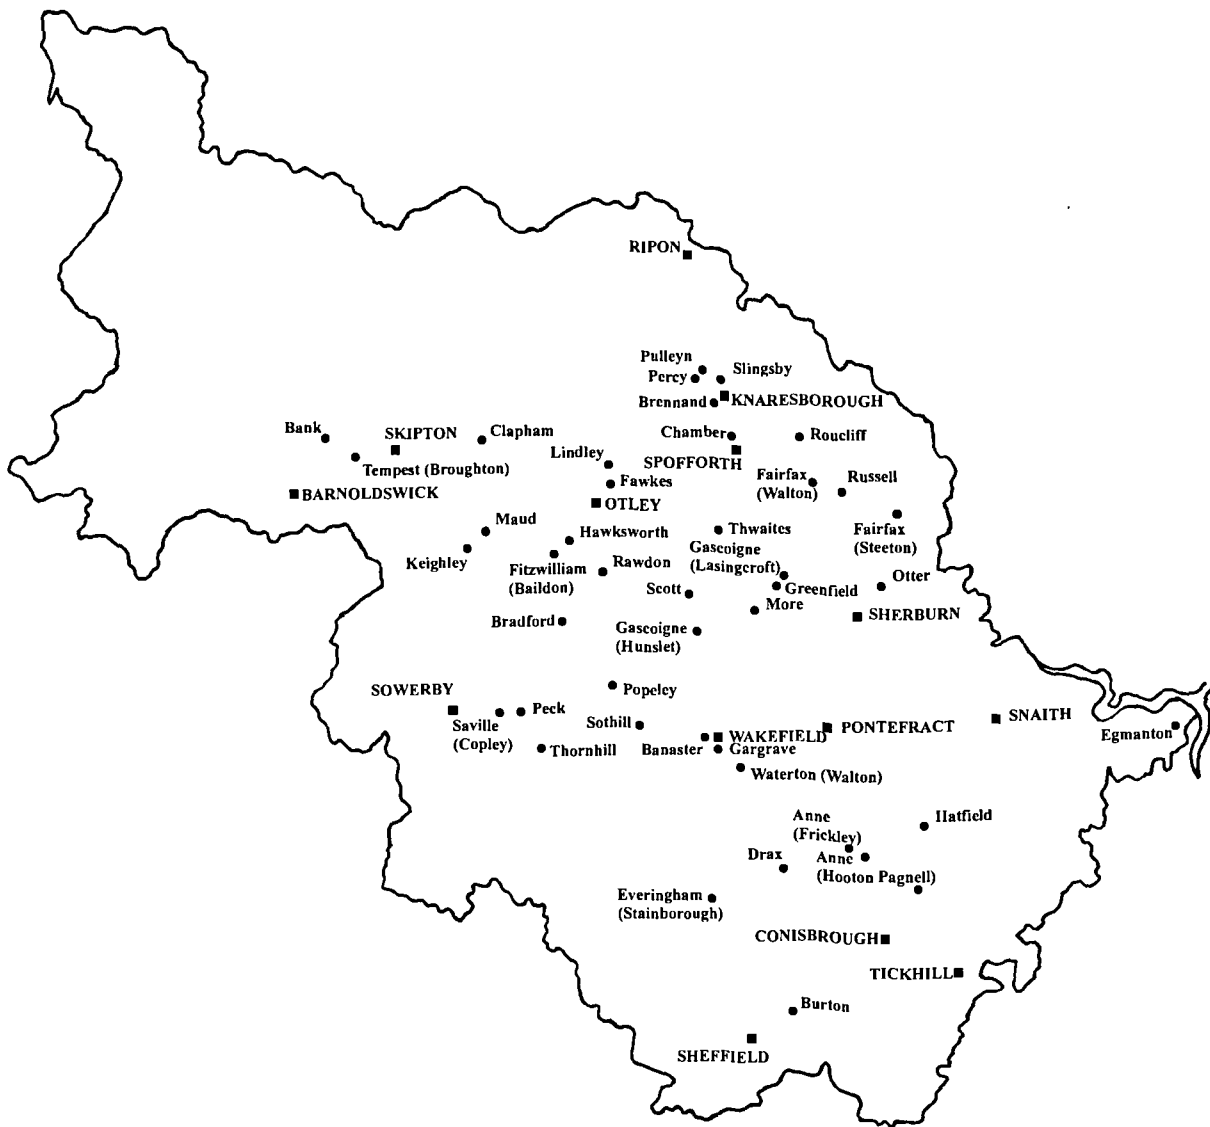 RIPON
Pulleyn
Percy
Slingsby
Brennand
KNARESBOROUGH
Bank
SKIPTON
Clapham
Chamber
Roucliff
Tempest (Broughton)
Lindley
SPOFFORTH
Fawkes
Fairfax
(Walton)
Russell
BARNOLDSWICK
OTLEY
Maud
Hawksworth
Thwaites
Fairfax
(Steeton)
Keighley
Fitzwilliam
(Baildon)
Rawdon
Gascoigne
(Lasingcroft)
Scott
Greenfield
Otter
More
SHERBURN
Bradford
Gascoigne
(Hunslet)
SOWERBY
Popeley
Saville
(Copley)
Peck
Sothill
SNAITH
PONTEFRACT
WAKEFIELD
Egmanton
Thornhill
Banaster
Gargrave
Waterton (Walton)
Anne
(Frickley)
Hatfield
Drax
Anne
(Hooton Pagnell)
Everingham
(Stainborough)
CONISBROUGH
TICKHILL
Burton
SHEFFIELD